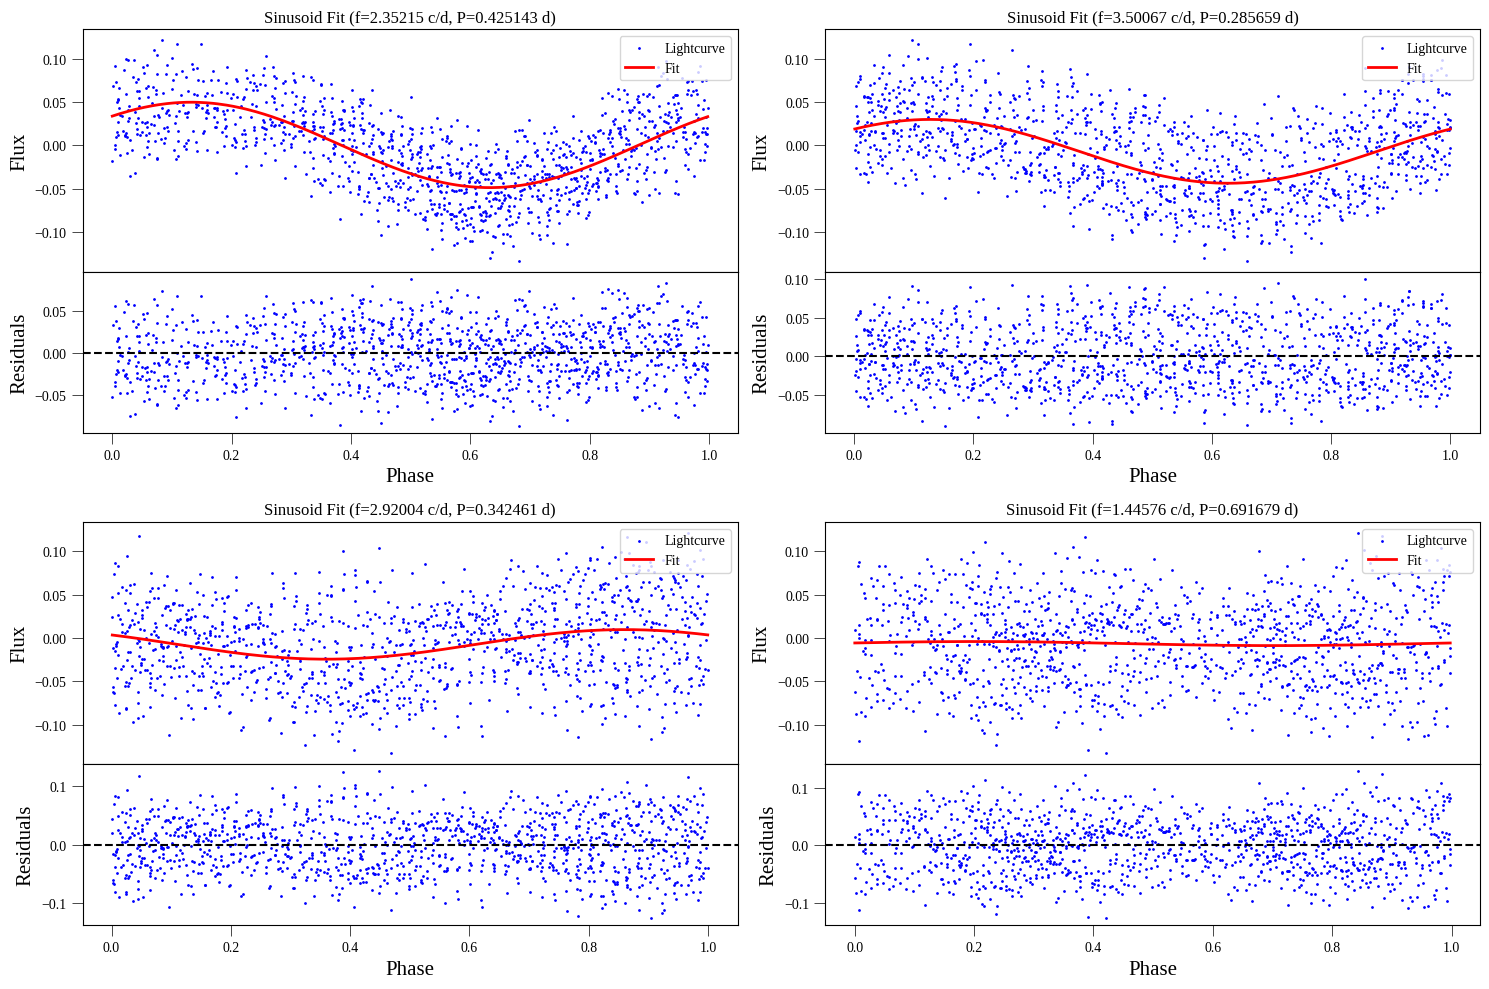 Sinusoid Fit (f=2.35215 c/d, P=0.425143 d)
Lightcurve
Fit
Flux
0.10
0.05
0.00
−0.05
−0.10
Residuals
0.05
0.00
−0.05
0.0 0.2 0.4 0.6 0.8 1.0
Phase
Sinusoid Fit (f=3.50067 c/d, P=0.285659 d)
Lightcurve
Fit
Flux
0.10
0.05
0.00
−0.05
−0.10
Residuals
0.10
0.05
0.00
−0.05
0.0 0.2 0.4 0.6 0.8 1.0
Phase
Sinusoid Fit (f=2.92004 c/d, P=0.342461 d)
Lightcurve
Fit
Flux
0.10
0.05
0.00
−0.05
−0.10
Residuals
0.1
0.0
−0.1
0.0 0.2 0.4 0.6 0.8 1.0
Phase
Sinusoid Fit (f=1.44576 c/d, P=0.691679 d)
Lightcurve
Fit
Flux
0.10
0.05
0.00
−0.05
−0.10
Residuals
0.1
0.0
−0.1
0.0 0.2 0.4 0.6 0.8 1.0
Phase